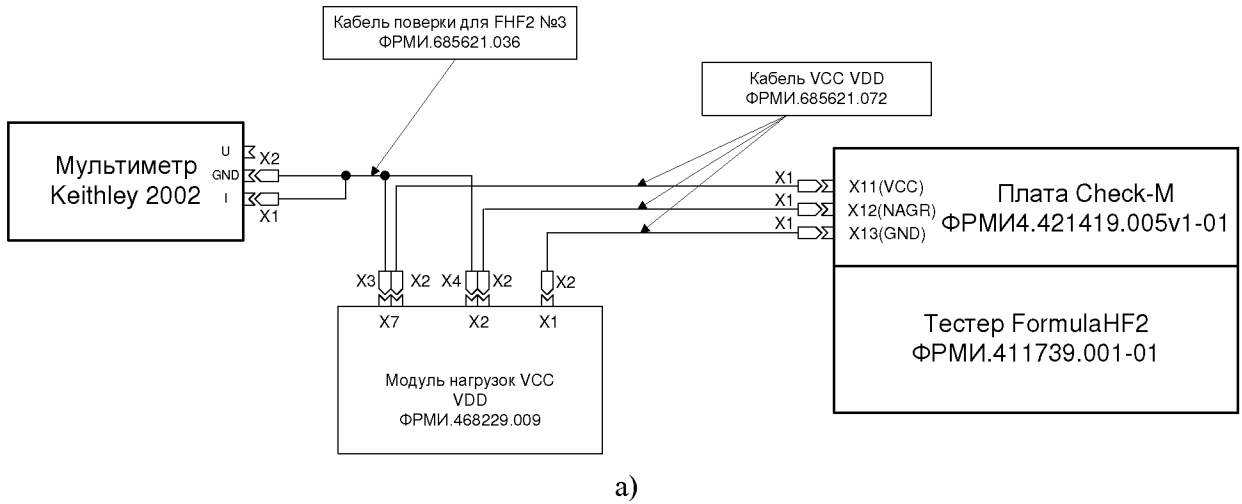 Кабель поверки для FHF2 №3
ФРМИ.685621.036
Кабель VCC VDD
ФРМИ.685621.072
Мультиметр
Keithley 2002
U
X2
GND
I
X1
X1
X11(VCC)
X1
X12(NAGR)
X1
X13(GND)
Плата Check-M
ФРМИ4.421419.005v1-01
Тестер FormulaHF2
ФРМИ.411739.001-01
X3
X2
X4
X2
X2
X7
X2
X1
Модуль нагрузок VCC
VDD
ФРМИ.468229.009
а)